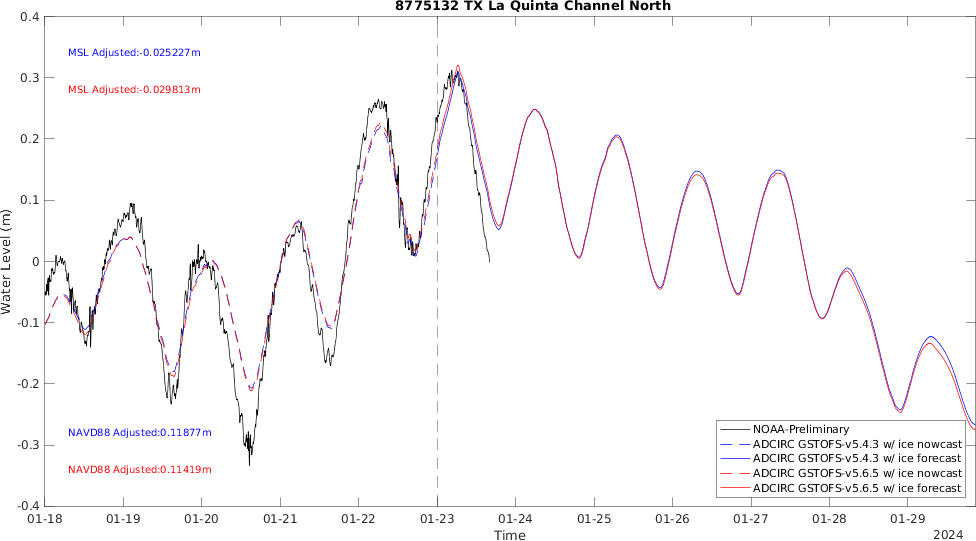 8775132 TX La Quinta Channel North
0.4
MSL Adjusted:-0.025227m
0.3
MSL Adjusted:-0.029813m
0.2
0.1
0
Water Level (m)
-0.1
-0.2
NAVD88 Adjusted:0.11877m
-0.3
NAVD88 Adjusted:0.11419m
-0.4
NOAA-Preliminary
ADCIRC GSTOFS-v5.4.3 w/ ice nowcast
ADCIRC GSTOFS-v5.4.3 w/ ice forecast
ADCIRC GSTOFS-v5.6.5 w/ ice nowcast
ADCIRC GSTOFS-v5.6.5 w/ ice forecast
01-18 01-19 01-20 01-21 01-22 01-23 01-24 01-25 01-26 01-27 01-28 01-29
Time
2024